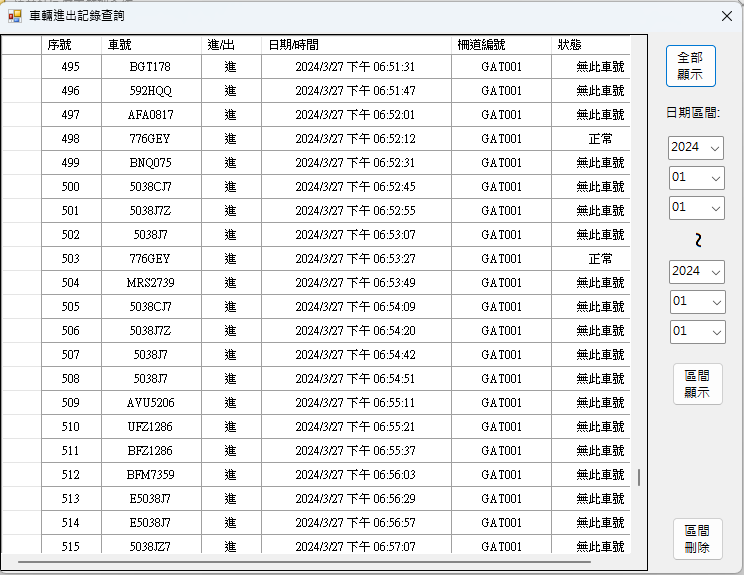 車輛進出記錄查詢
序號 車號 進/出 日期/時間 柵道編號 狀態
495 BGT178 進 2024/3/27 下午 06:51:31 GAT001 無此車號
496 592HQQ 進 2024/3/27 下午 06:51:47 GAT001 無此車號
497 AFA0817 進 2024/3/27 下午 06:52:01 GAT001 無此車號
498 776GEY 進 2024/3/27 下午 06:52:12 GAT001 正常
499 BNQ075 進 2024/3/27 下午 06:52:31 GAT001 無此車號
500 5038CJ7 進 2024/3/27 下午 06:52:45 GAT001 無此車號
501 5038J7Z 進 2024/3/27 下午 06:52:55 GAT001 無此車號
502 5038J7 進 2024/3/27 下午 06:53:07 GAT001 無此車號
503 776GEY 進 2024/3/27 下午 06:53:27 GAT001 正常
504 MRS2739 進 2024/3/27 下午 06:53:49 GAT001 無此車號
505 5038CJ7 進 2024/3/27 下午 06:54:09 GAT001 無此車號
506 5038J7Z 進 2024/3/27 下午 06:54:20 GAT001 無此車號
507 5038J7 進 2024/3/27 下午 06:54:42 GAT001 無此車號
508 5038J7 進 2024/3/27 下午 06:54:51 GAT001 無此車號
509 AVU5206 進 2024/3/27 下午 06:55:11 GAT001 無此車號
510 UFZ1286 進 2024/3/27 下午 06:55:21 GAT001 無此車號
511 BFZ1286 進 2024/3/27 下午 06:55:37 GAT001 無此車號
512 BFM7359 進 2024/3/27 下午 06:56:03 GAT001 無此車號
513 E5038J7 進 2024/3/27 下午 06:56:29 GAT001 無此車號
514 E5038J7 進 2024/3/27 下午 06:56:57 GAT001 無此車號
515 5038JZ7 進 2024/3/27 下午 06:57:07 GAT001 無此車號
全部
顯示
日期區間:
2024
01
01
~
2024
01
01
區間
顯示
區間
刪除